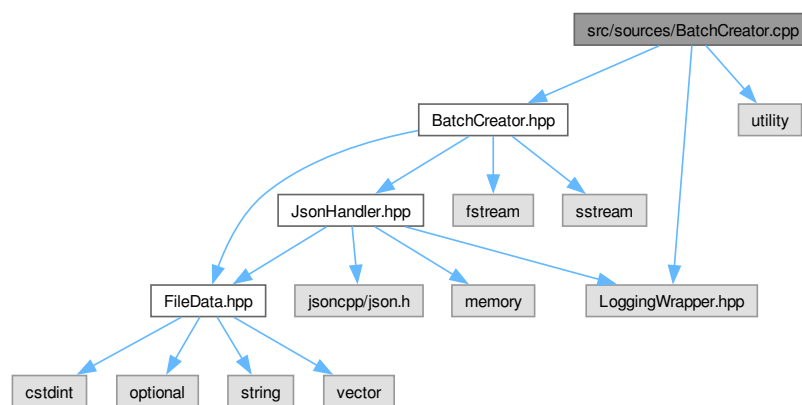 src/sources/BatchCreator.cpp
BatchCreator.hpp
utility
JsonHandler.hpp
fstream
sstream
FileData.hpp
jsoncpp/json.h
memory
LoggingWrapper.hpp
cstdint
optional
string
vector